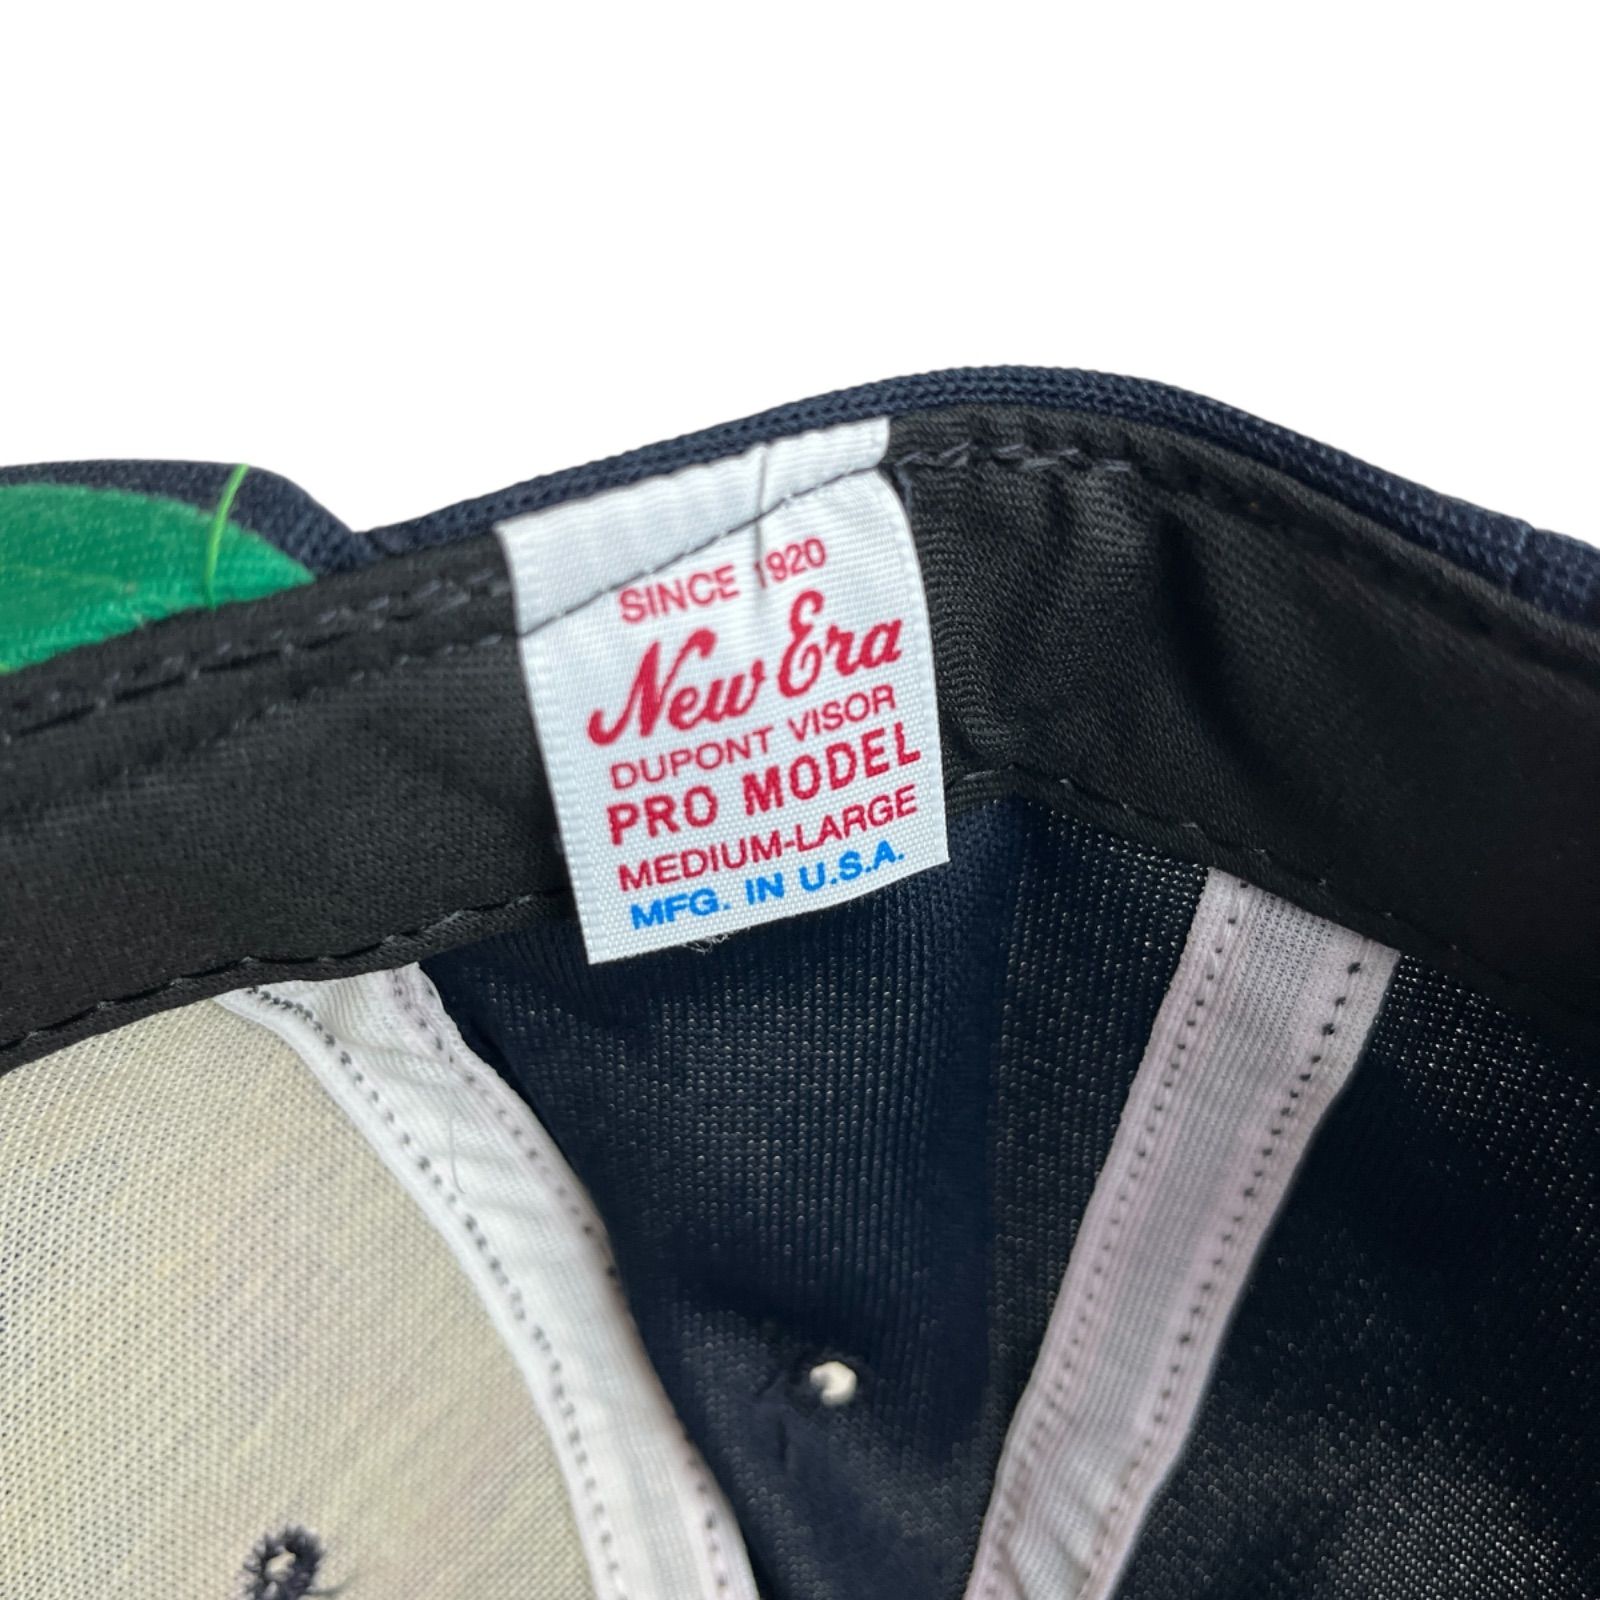 SINCE 1920
New Era
DUPONT VISOR
PRO MODEL
MEDIUM-LARGE
MFG. IN U.S.A.